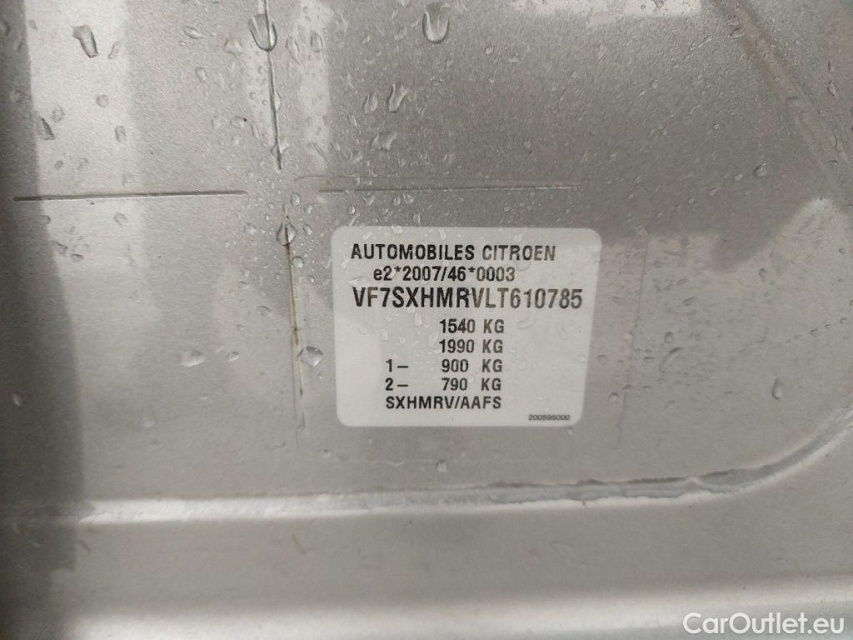 AUTOMOBILES CITROEN
e2*2007/46*0003
VF7SXHMRVLT610785
1540 KG
1990 KG
1– 900 KG
2– 790 KG
SXHMRV/AAFS
200595000
CarOutlet.eu